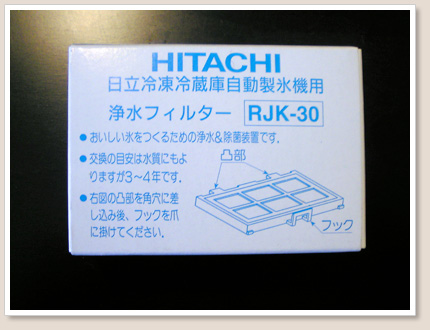 HITACHI
日立冷凍冷蔵庫自動製氷機用
浄水フィルター RJK-30
●おいしい氷をつくるための浄水&除菌装置です。
●交換の目安は水質にもよ
りますが3〜4年です。
●右図の凸部を角穴に差
し込み後、フックを爪
に掛けてください。
凸部
フック